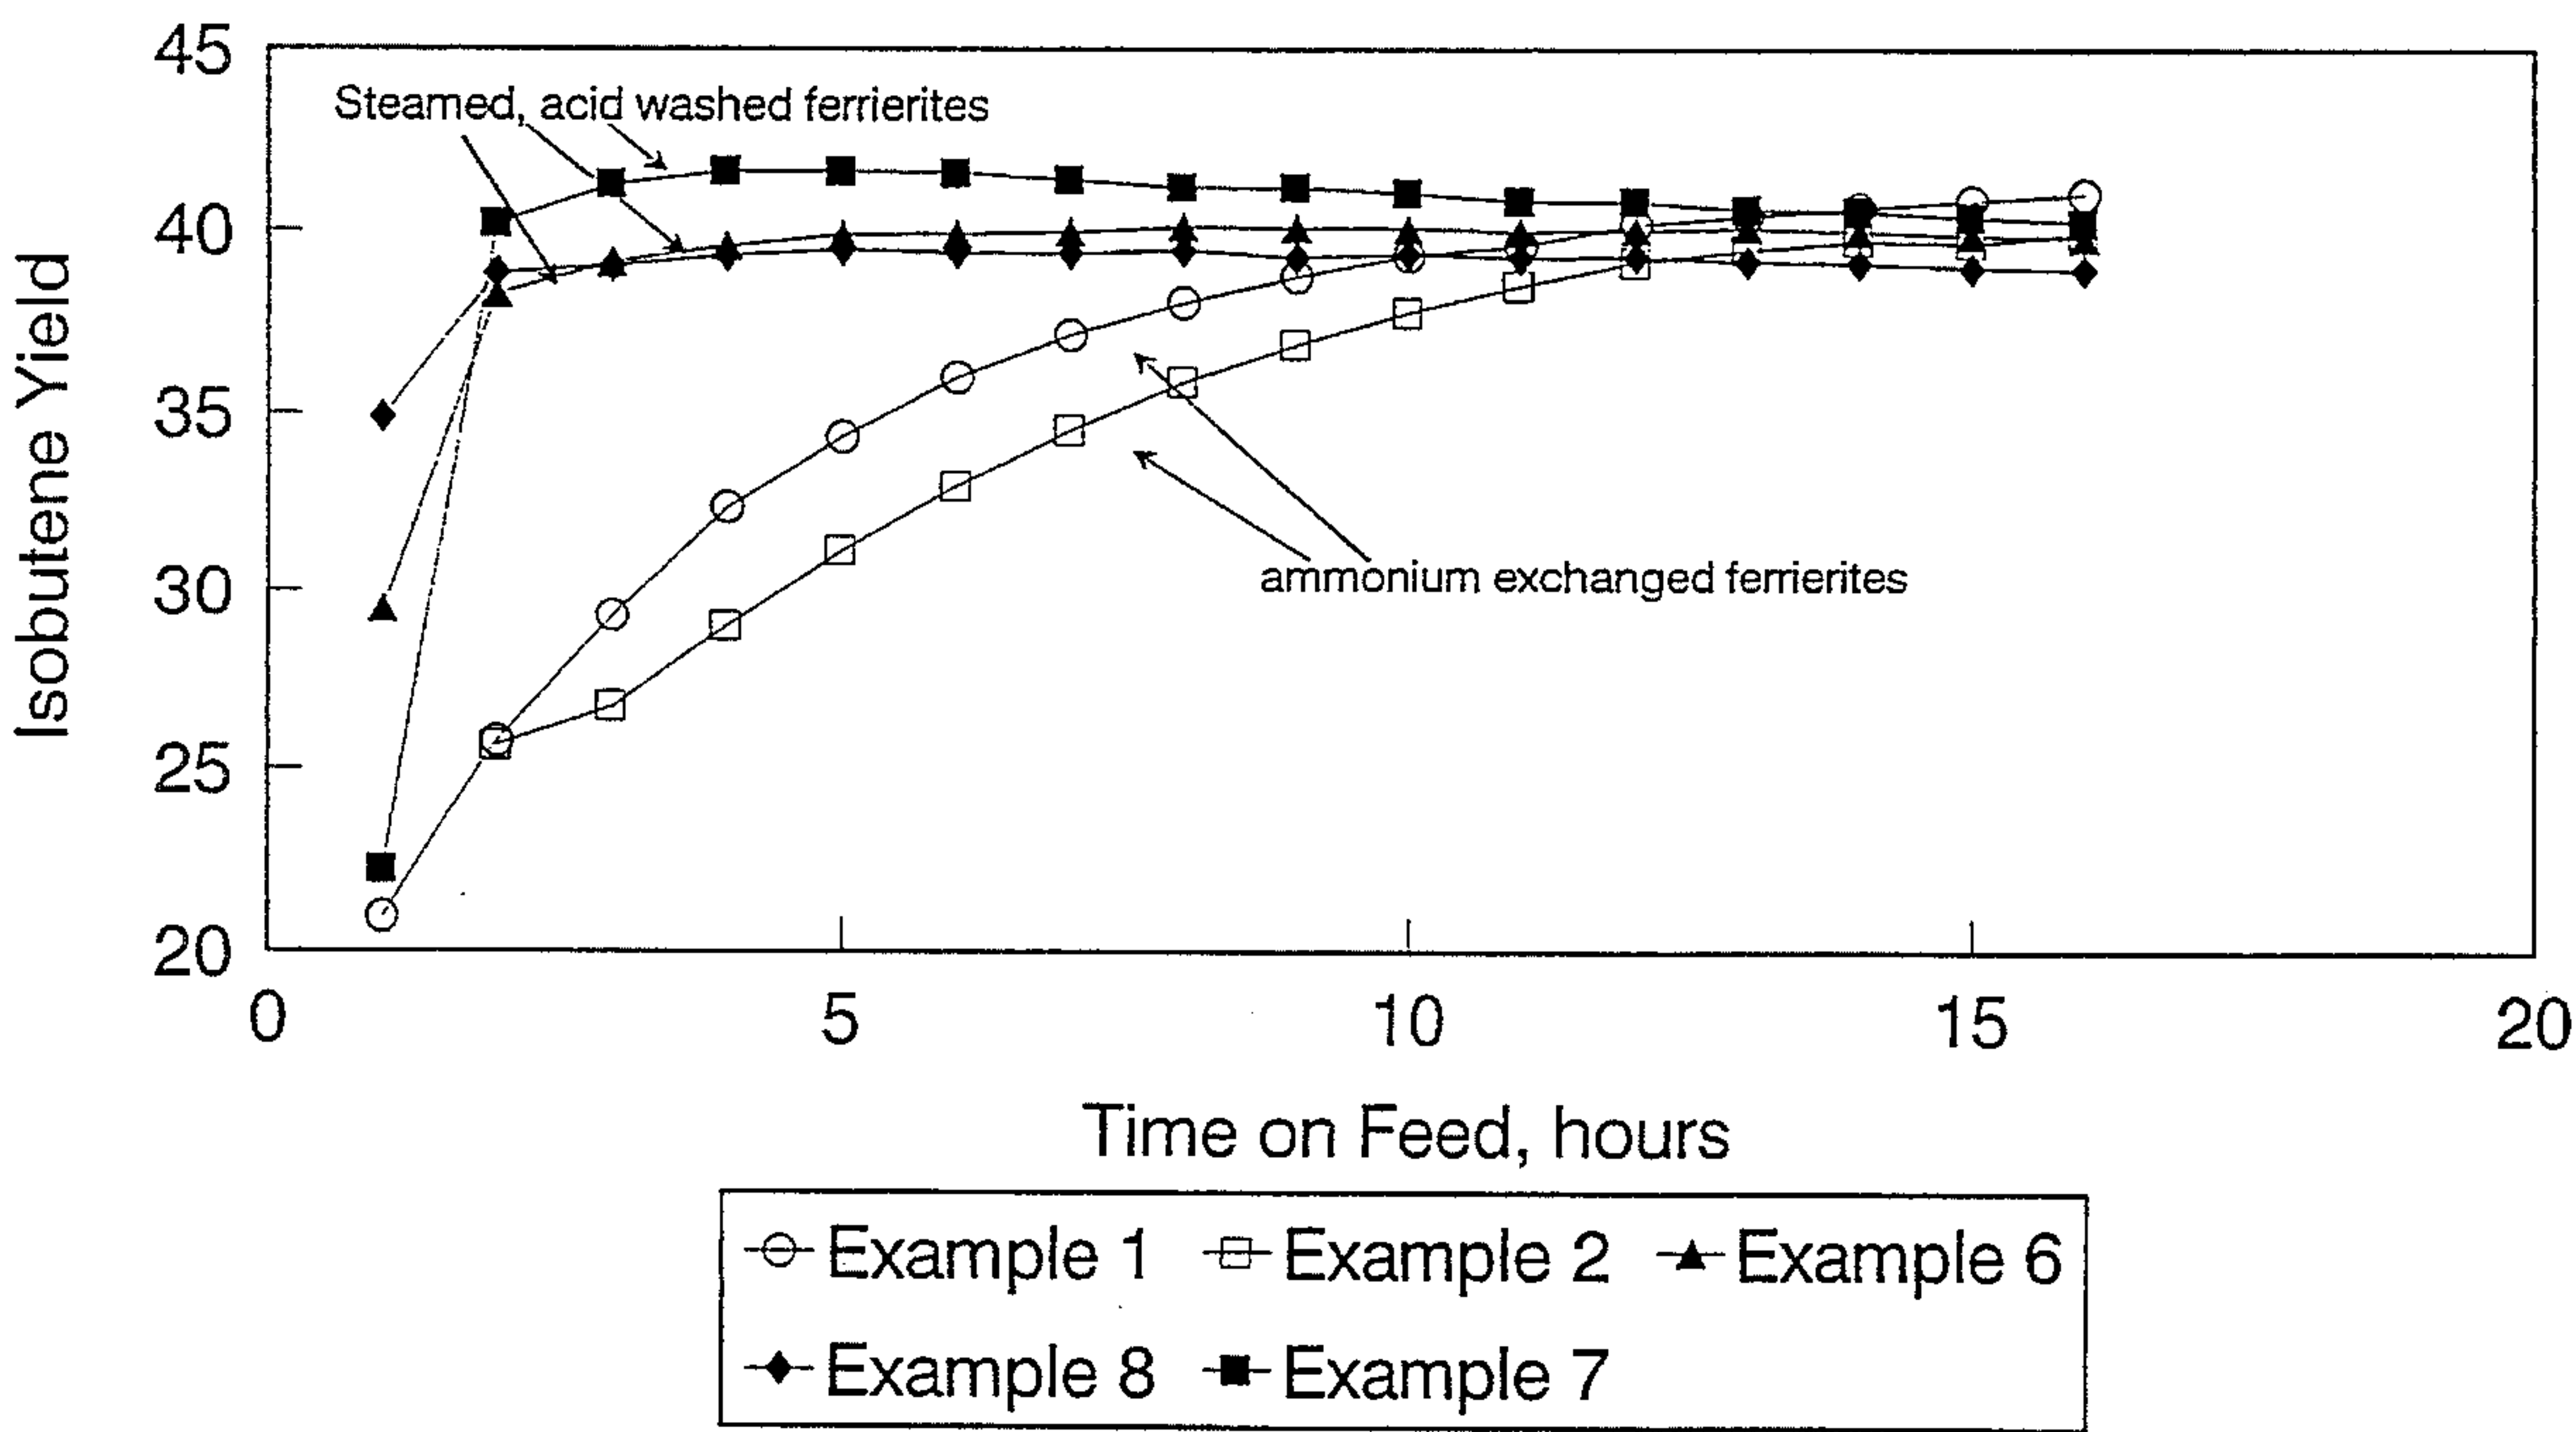 45
Steamed, acid washed ferrierites
40
35
30
25
20
Isobutene Yield
ammonium exchanged ferrierites
0 5 10 15 20
Time on Feed, hours
Example 1 Example 2 Example 6
Example 8 Example 7